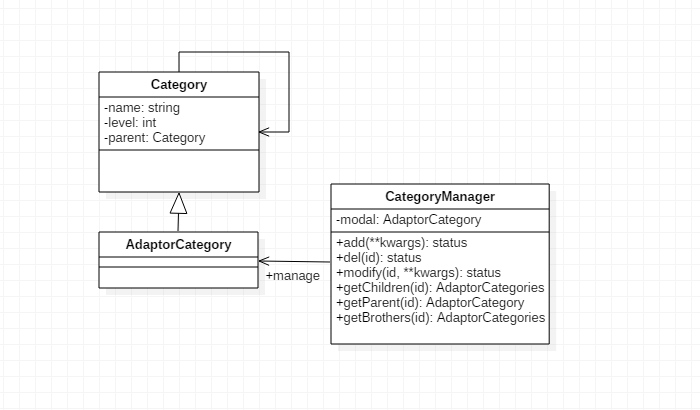 Category
-name: string
-level: int
-parent: Category
AdaptorCategory
+manage
CategoryManager
-modal: AdaptorCategory
+add(**kwargs): status
+del(id): status
+modify(id, **kwargs): status
+getChildren(id): AdaptorCategories
+getParent(id): AdaptorCategory
+getBrothers(id): AdaptorCategories